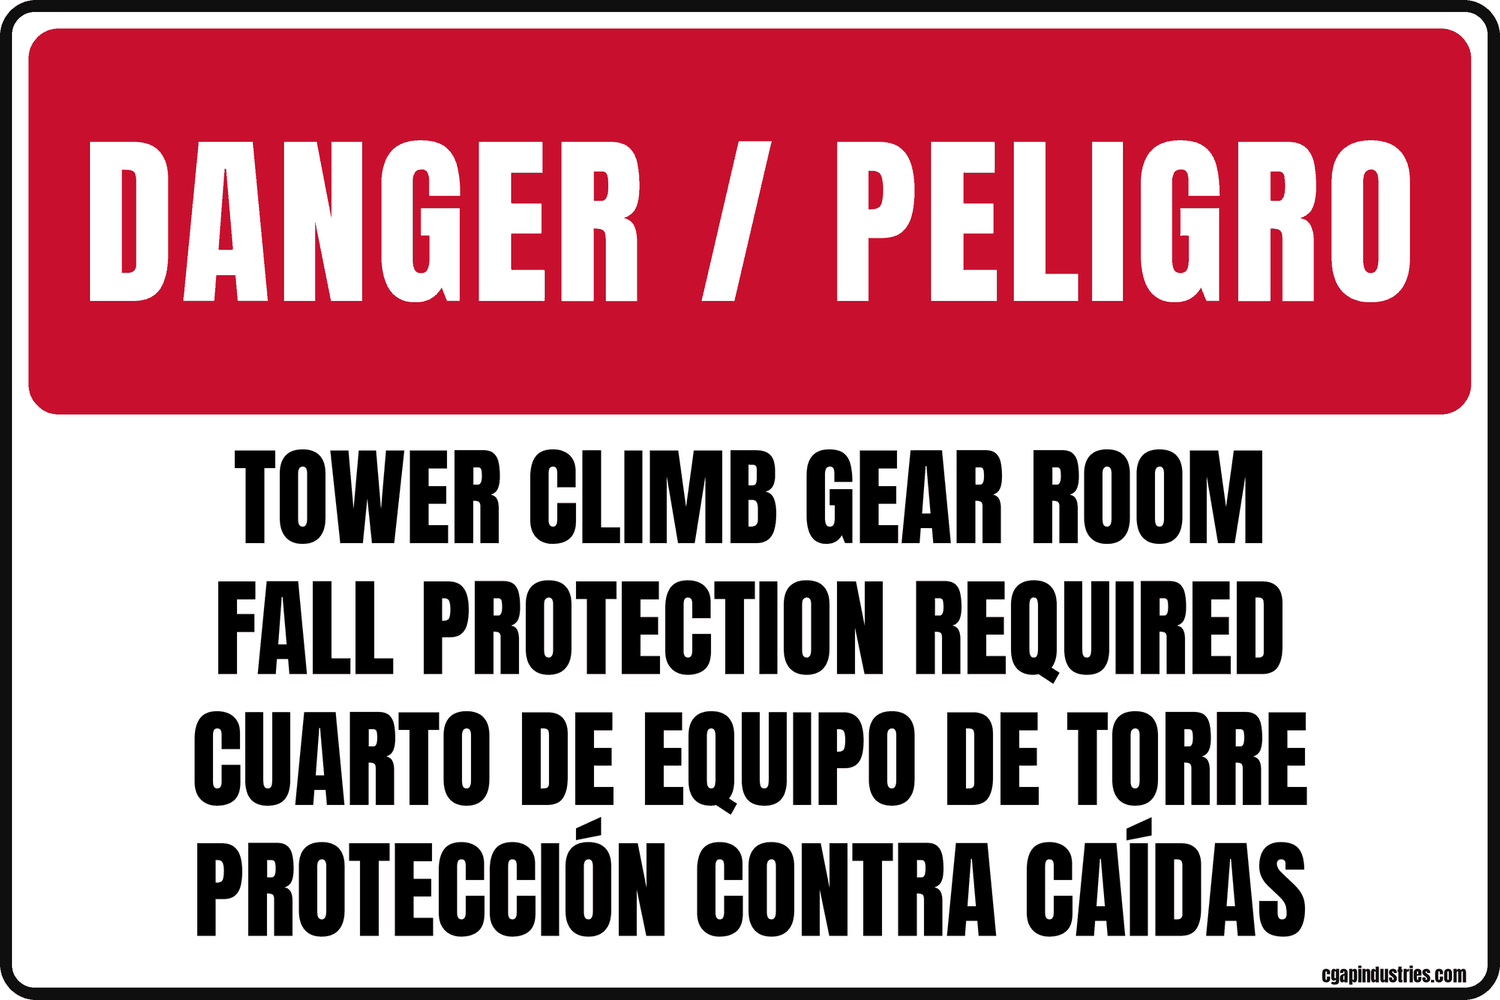 DANGER / PELIGRO
TOWER CLIMB GEAR ROOM
FALL PROTECTION REQUIRED
CUARTO DE EQUIPO DE TORRE
PROTECCIÓN CONTRA CAÍDAS
cgapindustries.com